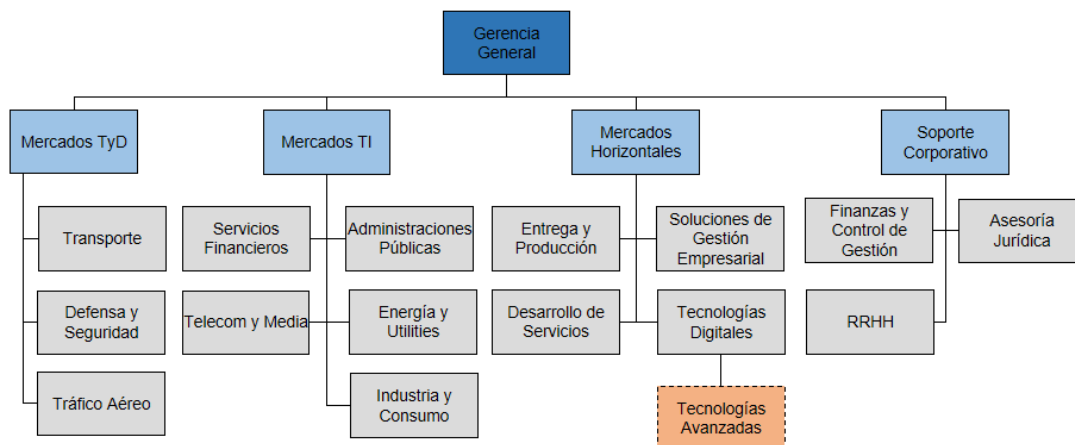 Gerencia
General
Mercados TyD
Mercados TI
Mercados
Horizontales
Soporte
Corporativo
Transporte
Servicios
Financieros
Administraciones
Públicas
Entrega y
Producción
Soluciones de
Gestión
Empresarial
Finanzas y
Control de
Gestión
Asesoría
Jurídica
Defensa y
Seguridad
Telecom y Media
Energía y
Utilities
Desarrollo de
Servicios
Tecnologías
Digitales
RRHH
Tráfico Aéreo
Industria y
Consumo
Tecnologías
Avanzadas